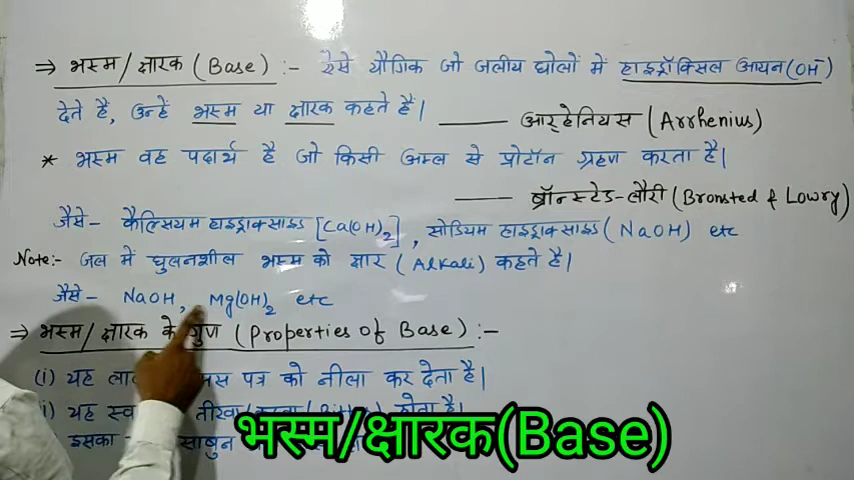 ⇒ भस्म/क्षारक (Base) :- ऐसे यौगिक जो जलीय घोलों में हाइड्रॉक्सिल आयन (OH⁻)
देते हैं, उन्हें भस्म या क्षारक कहते हैं।
—— आर्हेनियस (Arrhenius)
* भस्म वह पदार्थ है जो किसी अम्ल से प्रोटॉन ग्रहण करता है।
—— ब्रॉन्स्टेड-लौरी (Bronsted & Lowry)
जैसे - कैल्सियम हाइड्राक्साइड [Ca(OH)₂], सोडियम हाइड्राक्साइड (NaOH) etc
Note:- जल में घुलनशील भस्म को क्षार (Alkali) कहते हैं।
जैसे - NaOH, Mg(OH)₂ etc
⇒ भस्म/क्षारक के गुण (Properties of Base) :-
(i) यह पत्र को नीला कर देता है।
यह होता है।
इसका साबुन
भस्म/क्षारक(Base)